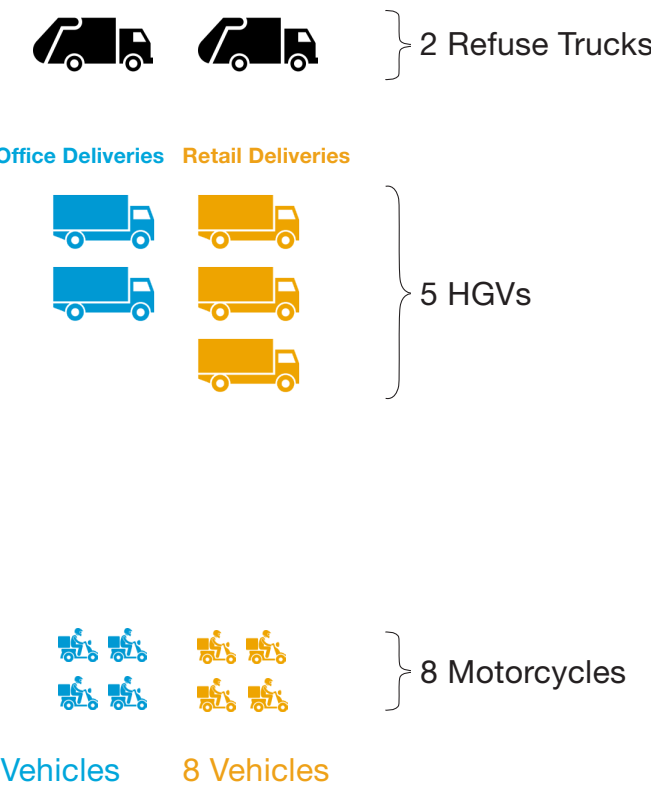 2 Refuse Trucks
Office Deliveries Retail Deliveries
5 HGVs
8 Motorcycles
Vehicles 8 Vehicles